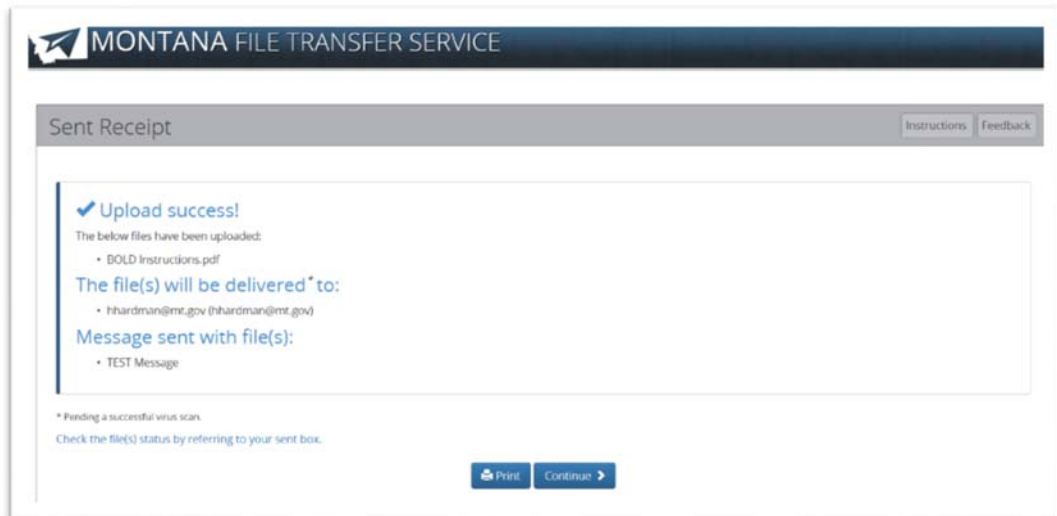 MONTANA FILE TRANSFER SERVICE
Sent Receipt
Instructions Feedback
✔ Upload success!
The below files have been uploaded:
• BOLD Instructions.pdf
The file(s) will be delivered* to:
• hhardman@mt.gov (hhardman@mt.gov)
Message sent with file(s):
• TEST Message
* Pending a successful virus scan.
Check the file(s) status by referring to your sent box.
Print Continue